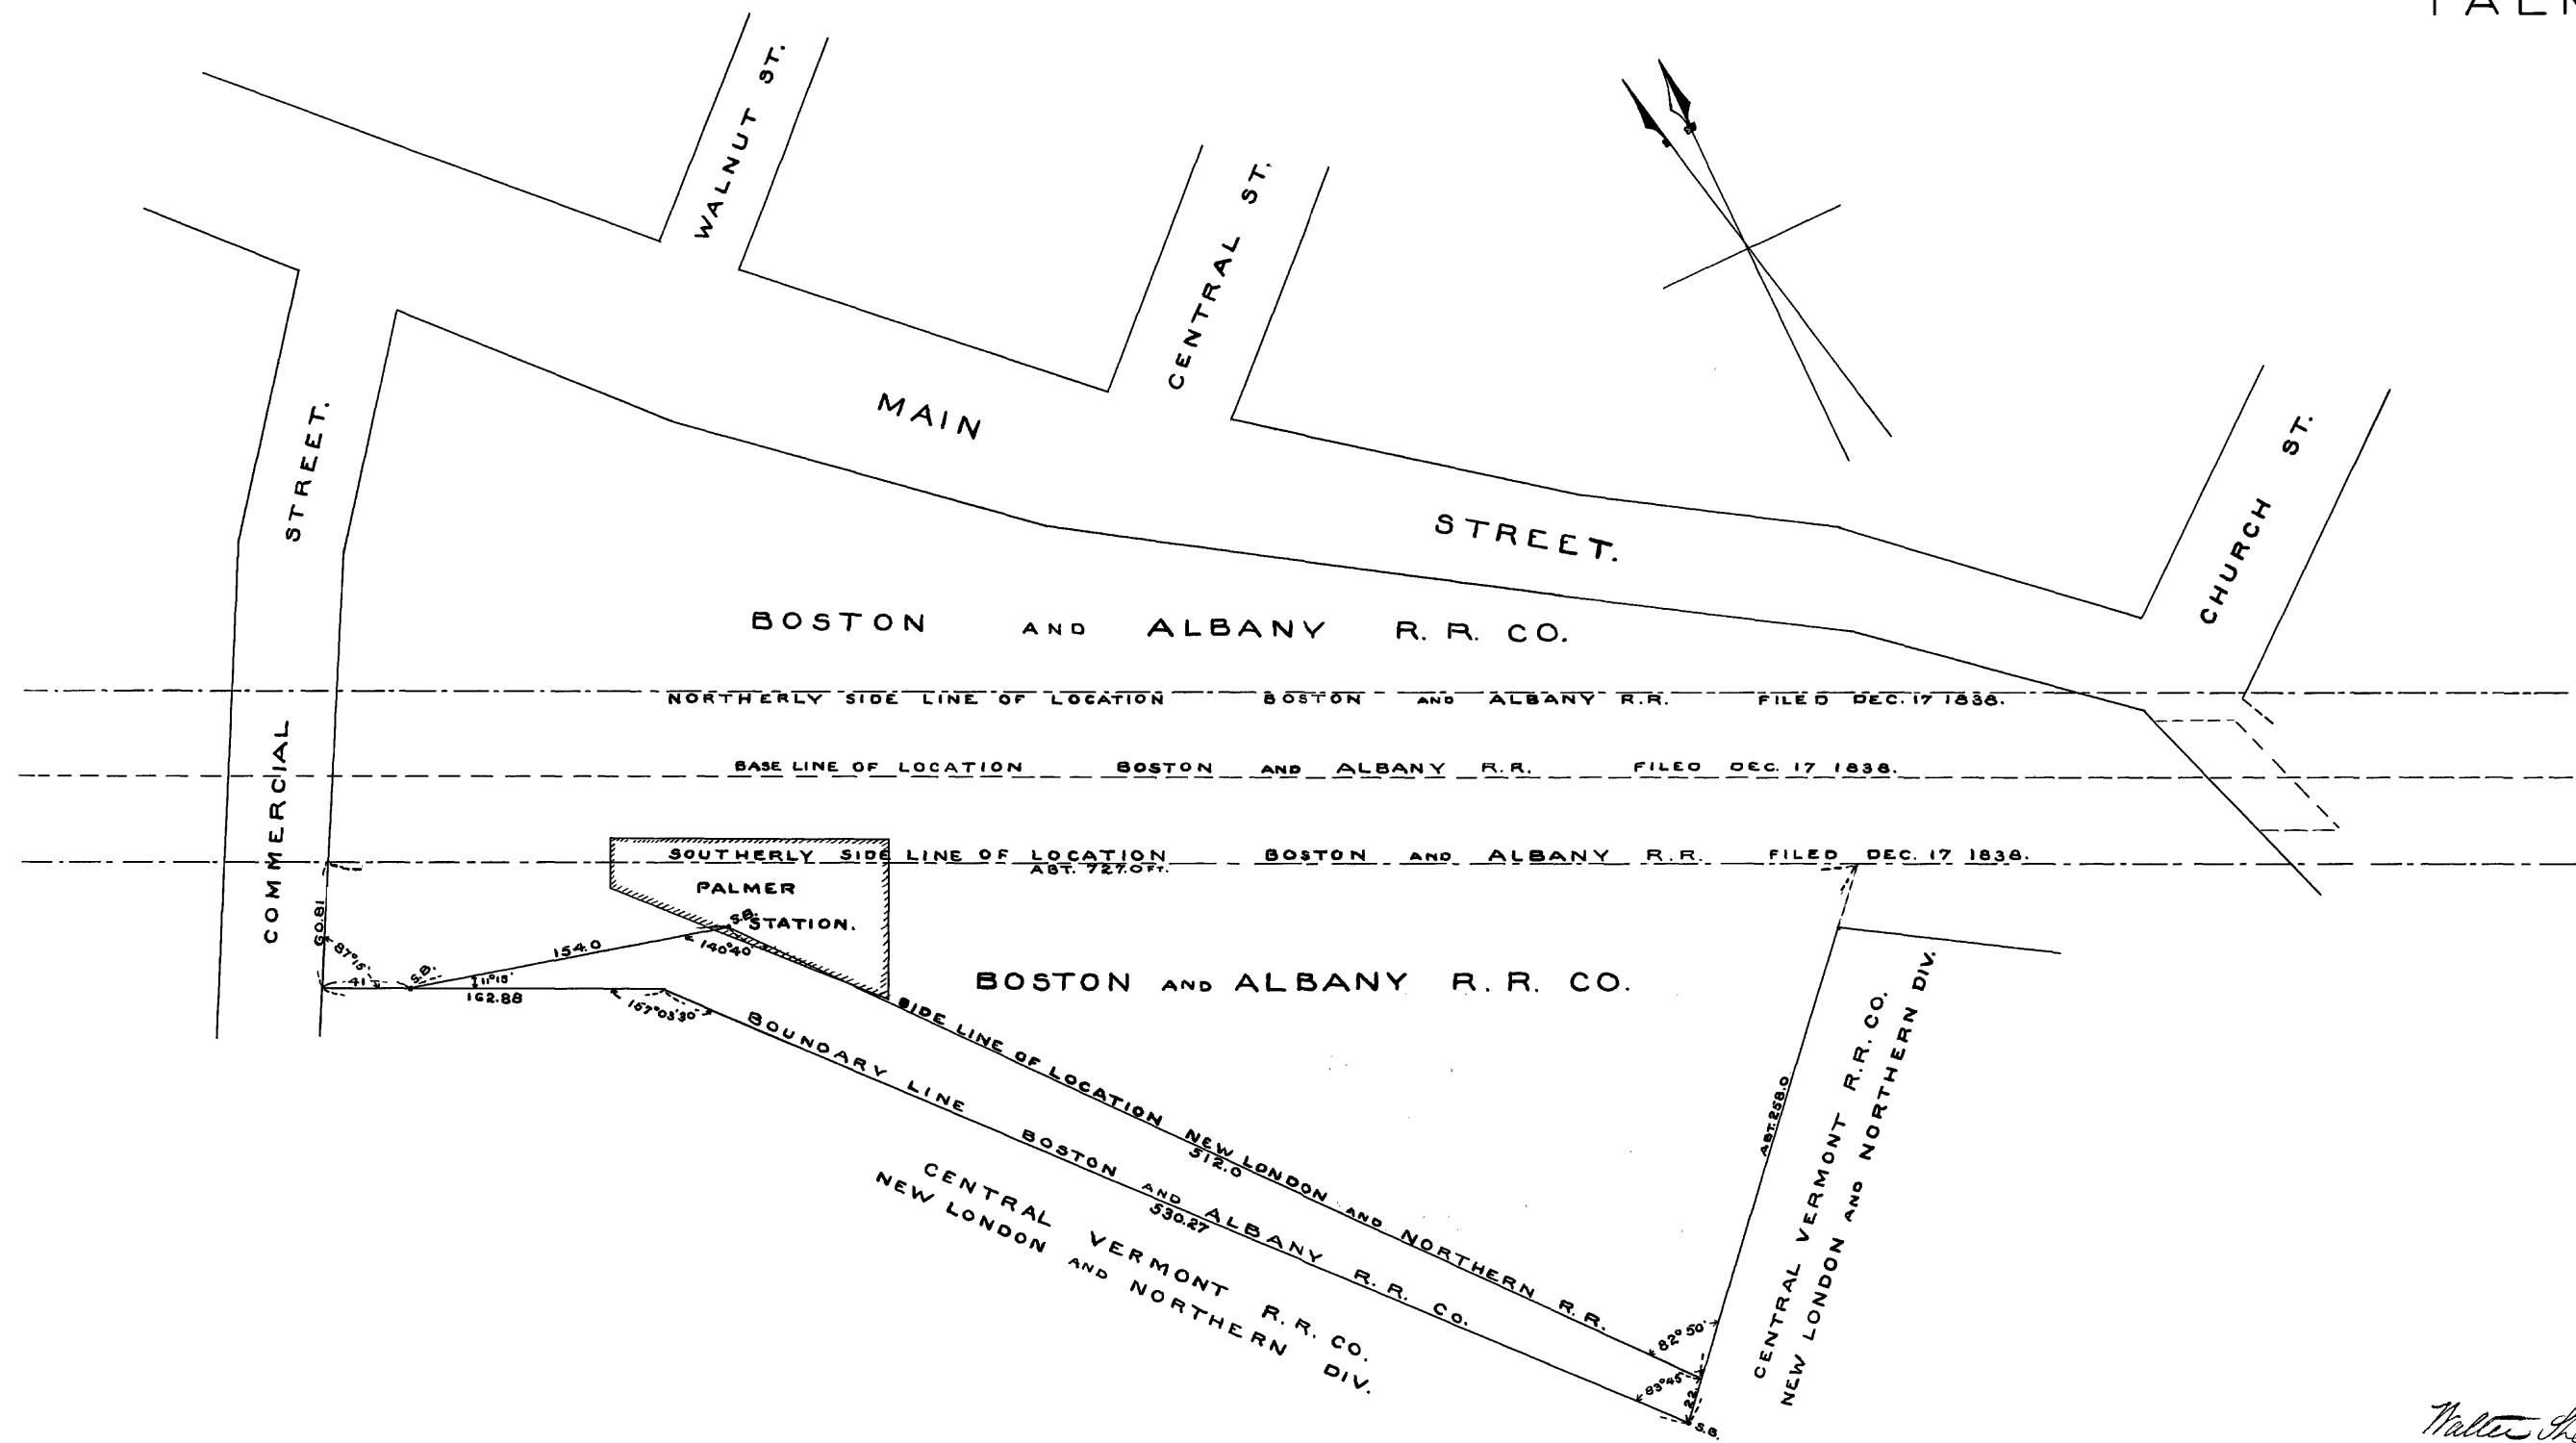 WALNUT ST.
CENTRAL ST.
CHURCH ST.
MAIN STREET.
COMMERCIAL STREET.
BOSTON AND ALBANY R. R. CO.
NORTHERLY SIDE LINE OF LOCATION BOSTON AND ALBANY R.R. FILED DEC. 17 1838.
BASE LINE OF LOCATION BOSTON AND ALBANY R.R. FILED DEC. 17 1838.
SOUTHERLY SIDE LINE OF LOCATION BOSTON AND ALBANY R.R. FILED DEC. 17 1838.
ABT. 727.0 FT.
PALMER
STATION.
S.B.
60.81
87°15'
41
S.B.
11°15'
154.0
140°40'
162.88
167°03'30"
BOSTON AND ALBANY R. R. CO.
SIDE LINE OF LOCATION NEW LONDON AND NORTHERN R. R.
512.0
BOUNDARY LINE BOSTON AND ALBANY R. R. CO.
530.27
CENTRAL VERMONT R. R. CO.
NEW LONDON AND NORTHERN DIV.
ABT. 258.0
CENTRAL VERMONT R. R. CO.
NEW LONDON AND NORTHERN DIV.
82° 50'
83°45'
22.
S.B.
Walter